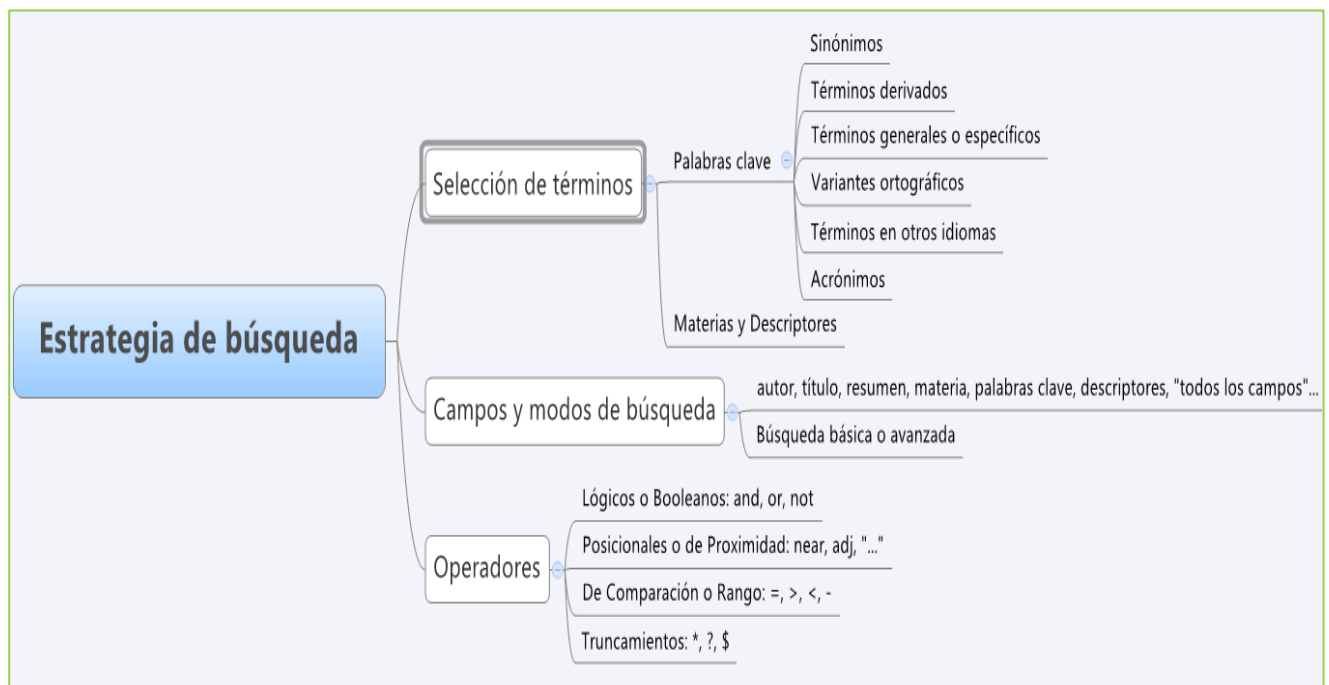 Estrategia de búsqueda
Selección de términos
Palabras clave
Sinónimos
Términos derivados
Términos generales o específicos
Variantes ortográficos
Términos en otros idiomas
Acrónimos
Materias y Descriptores
Campos y modos de búsqueda
autor, título, resumen, materia, palabras clave, descriptores, "todos los campos"...
Búsqueda básica o avanzada
Operadores
Lógicos o Booleanos: and, or, not
Posicionales o de Proximidad: near, adj, "..."
De Comparación o Rango: =, >, <, -
Truncamientos: *, ?, $